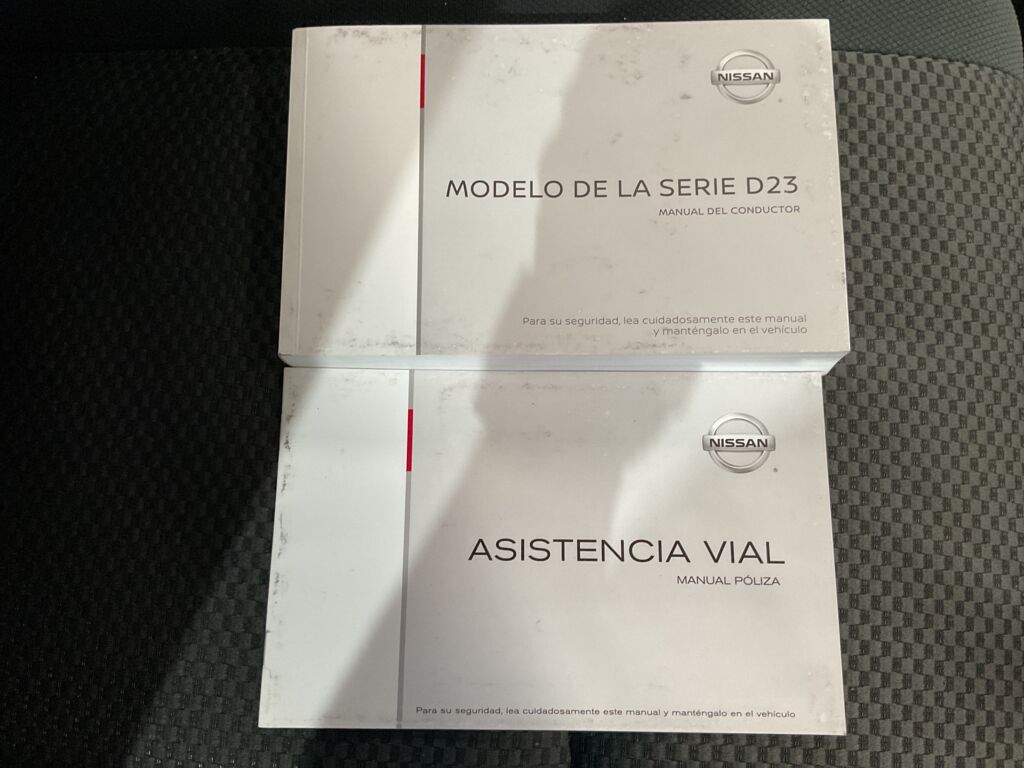 NISSAN
MODELO DE LA SERIE D23
MANUAL DEL CONDUCTOR
Para su seguridad, lea cuidadosamente este manual
y manténgalo en el vehículo
NISSAN
ASISTENCIA VIAL
MANUAL PÓLIZA
Para su seguridad, lea cuidadosamente este manual y manténgalo en el vehículo